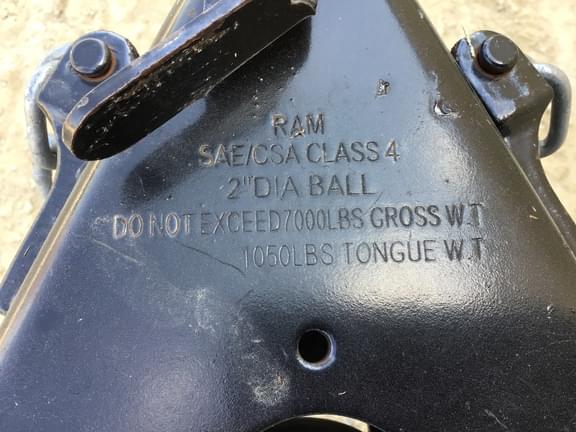 RAM
SAE/CSA CLASS 4
2"DIA BALL
DO NOT EXCEED7000LBS GROSS W.T
1050LBS TONGUE W.T